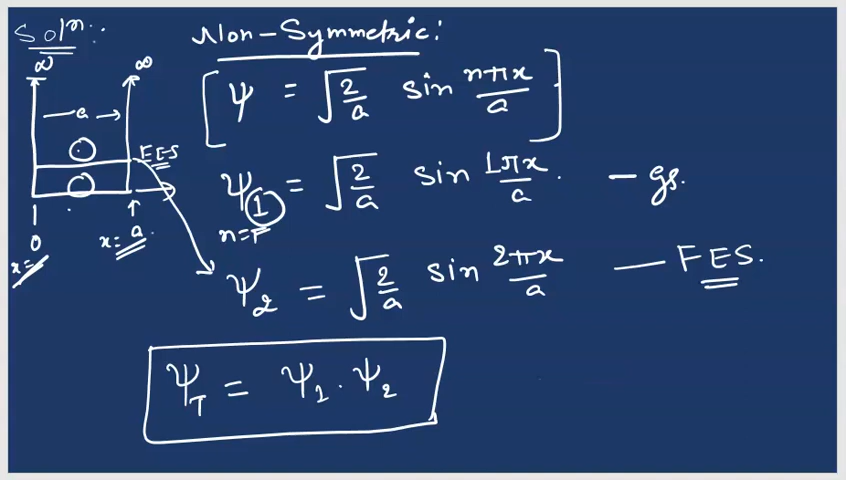 Solⁿ:
Non-Symmetric:
∞ ∞
[ψ = √(2/a) sin nπx/a]
a
FES
ψ₁ = √(2/a) sin 1πx/a. — gs.
n=1
0 a
x= x=
ψ₂ = √(2/a) sin 2πx/a — FES.
ψ_T = ψ₁ . ψ₂